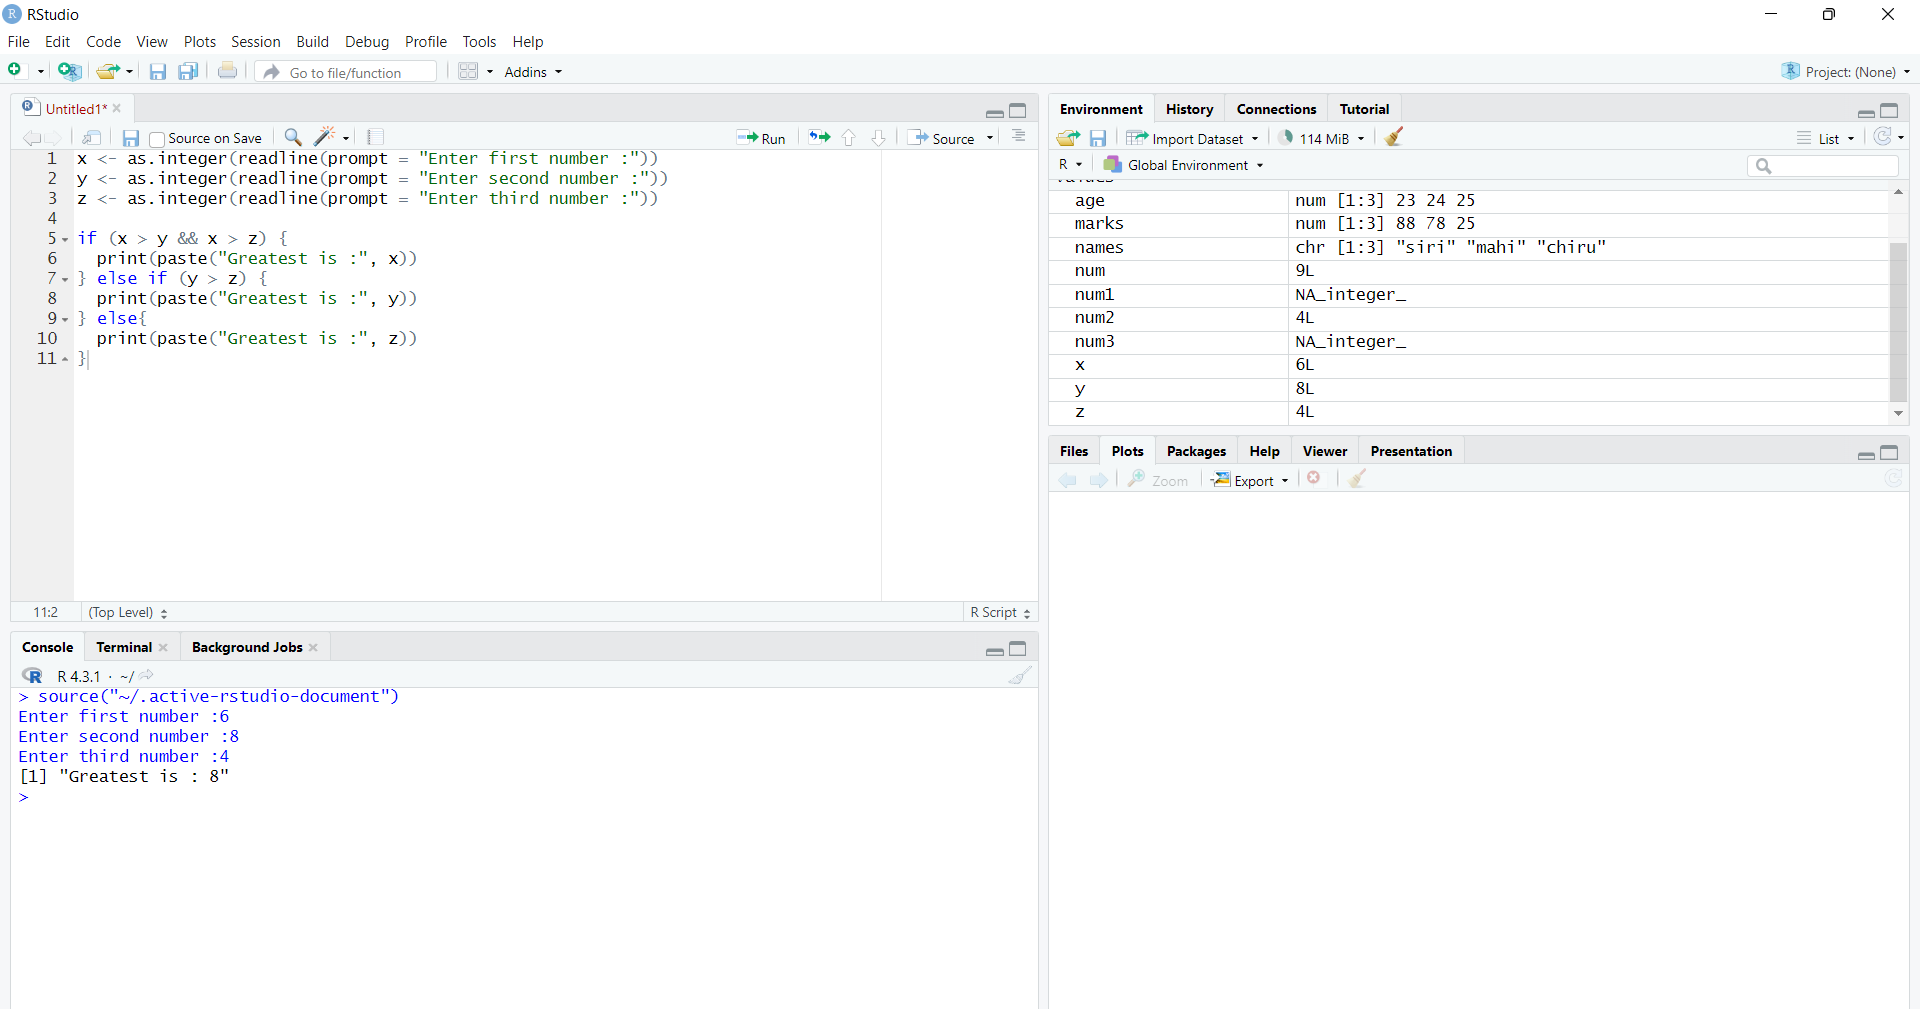 RStudio
File Edit Code View Plots Session Build Debug Profile Tools Help
Go to file/function Addins Project: (None)
Untitled1*
Source on Save Run Source
1 x <- as.integer(readline(prompt = "Enter first number :"))
2 y <- as.integer(readline(prompt = "Enter second number :"))
3 z <- as.integer(readline(prompt = "Enter third number :"))
4
5 if (x > y && x > z) {
6 print(paste("Greatest is :", x))
7 } else if (y > z) {
8 print(paste("Greatest is :", y))
9 } else{
10 print(paste("Greatest is :", z))
11 }
11:2 (Top Level) R Script
Console Terminal Background Jobs
R R 4.3.1 · ~/
> source("~/.active-rstudio-document")
Enter first number :6
Enter second number :8
Enter third number :4
[1] "Greatest is : 8"
>
Environment History Connections Tutorial
Import Dataset 114 MiB List
R Global Environment
age num [1:3] 23 24 25
marks num [1:3] 88 78 25
names chr [1:3] "siri" "mahi" "chiru"
num 9L
num1 NA_integer_
num2 4L
num3 NA_integer_
x 6L
y 8L
z 4L
Files Plots Packages Help Viewer Presentation
Zoom Export